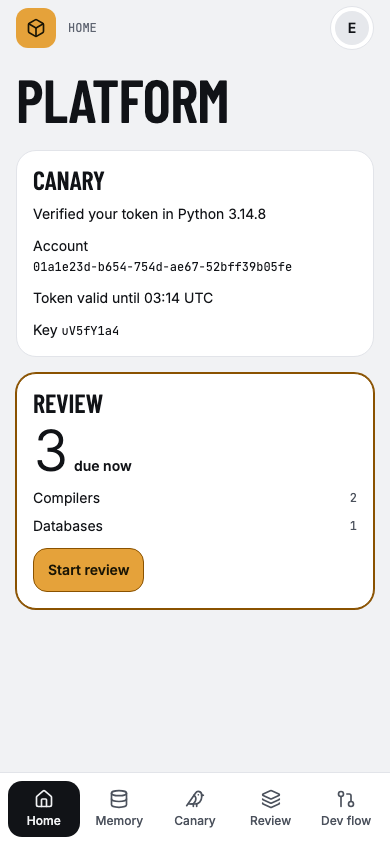 HOME
E
PLATFORM
CANARY
Verified your token in Python 3.14.8
Account
01a1e23d-b654-754d-ae67-52bff39b05fe
Token valid until 03:14 UTC
Key uV5fY1a4
REVIEW
3 due now
Compilers 2
Databases 1
Start review
Home Memory Canary Review Dev flow